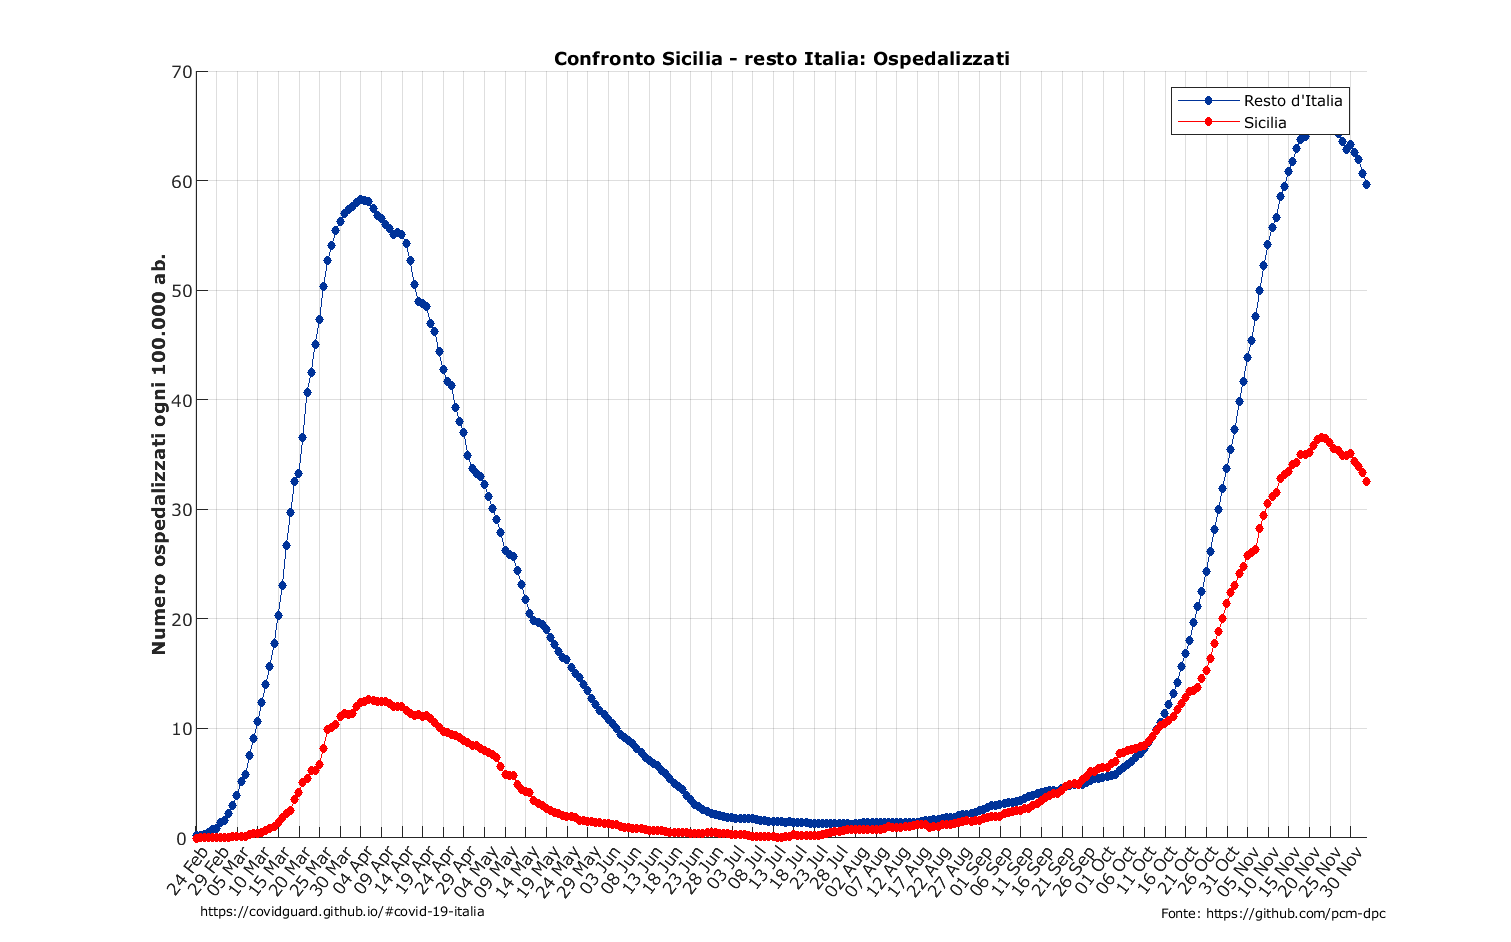 Confronto Sicilia - resto Italia: Ospedalizzati
Resto d'Italia
Sicilia
Numero ospedalizzati ogni 100.000 ab.
70
60
50
40
30
20
10
0
24 Feb
29 Feb
05 Mar
10 Mar
15 Mar
20 Mar
25 Mar
30 Mar
04 Apr
09 Apr
14 Apr
19 Apr
24 Apr
29 Apr
04 May
09 May
14 May
19 May
24 May
29 May
03 Jun
08 Jun
13 Jun
18 Jun
23 Jun
28 Jun
03 Jul
08 Jul
13 Jul
18 Jul
23 Jul
28 Jul
02 Aug
07 Aug
12 Aug
17 Aug
22 Aug
27 Aug
01 Sep
06 Sep
11 Sep
16 Sep
21 Sep
26 Sep
01 Oct
06 Oct
11 Oct
16 Oct
21 Oct
26 Oct
31 Oct
05 Nov
10 Nov
15 Nov
20 Nov
25 Nov
30 Nov
https://covidguard.github.io/#covid-19-italia
Fonte: https://github.com/pcm-dpc